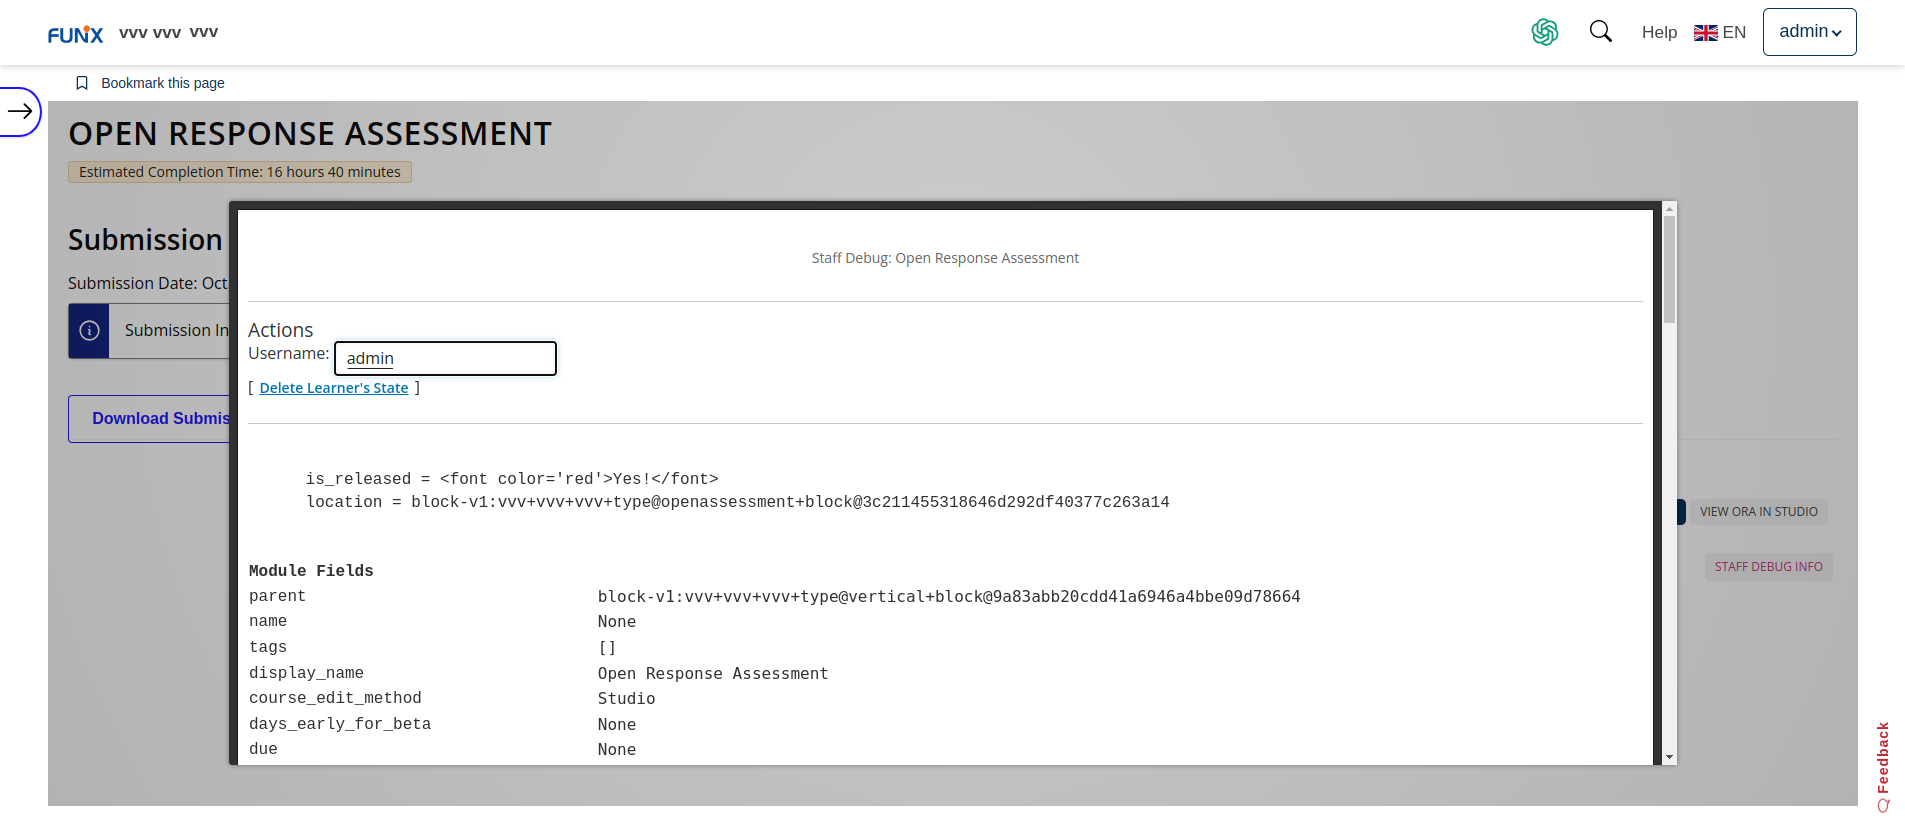 FUNiX vvv vvv vvv
Help EN admin
Bookmark this page
OPEN RESPONSE ASSESSMENT
Estimated Completion Time: 16 hours 40 minutes
Submission
Submission Date: Oct
Submission In
Download Submis
Staff Debug: Open Response Assessment
Actions
Username: admin
[ Delete Learner's State ]
is_released = <font color='red'>Yes!</font>
location = block-v1:vvv+vvv+vvv+type@openassessment+block@3c211455318646d292df40377c263a14
Module Fields
parent block-v1:vvv+vvv+vvv+type@vertical+block@9a83abb20cdd41a6946a4bbe09d78664
name None
tags []
display_name Open Response Assessment
course_edit_method Studio
days_early_for_beta None
due None
VIEW ORA IN STUDIO
STAFF DEBUG INFO
Feedback